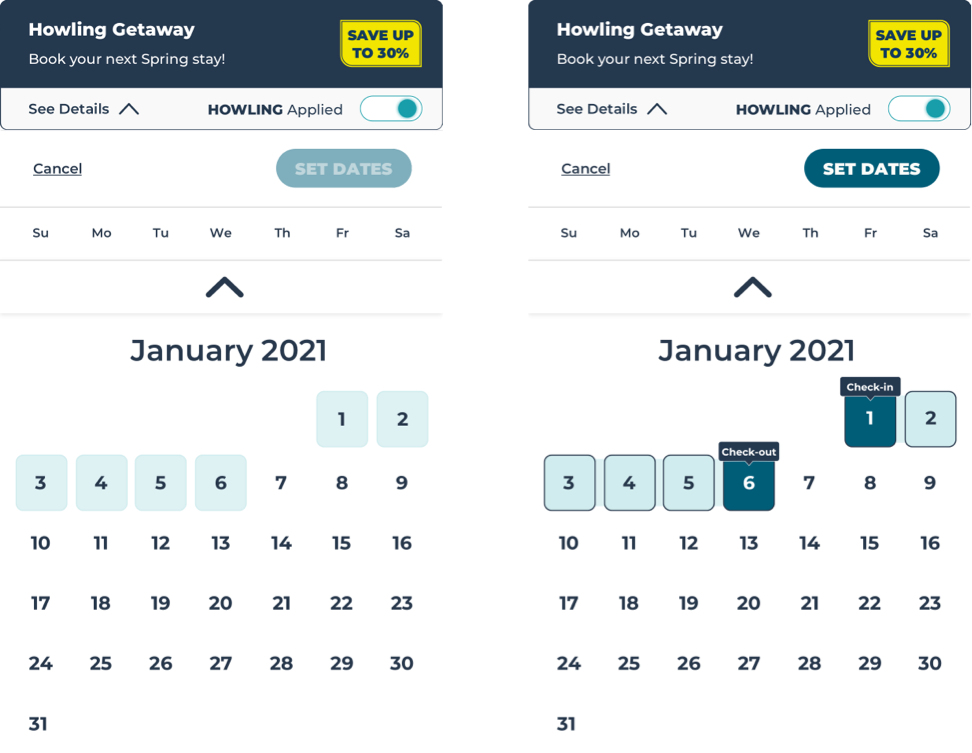 Howling Getaway
Book your next Spring stay!
SAVE UP
TO 30%
See Details
HOWLING Applied
Cancel
SET DATES
Su Mo Tu We Th Fr Sa
January 2021
1 2
3 4 5 6 7 8 9
10 11 12 13 14 15 16
17 18 19 20 21 22 23
24 25 26 27 28 29 30
31
Howling Getaway
Book your next Spring stay!
SAVE UP
TO 30%
See Details
HOWLING Applied
Cancel
SET DATES
Su Mo Tu We Th Fr Sa
January 2021
Check-in
1 2
Check-out
3 4 5 6 7 8 9
10 11 12 13 14 15 16
17 18 19 20 21 22 23
24 25 26 27 28 29 30
31